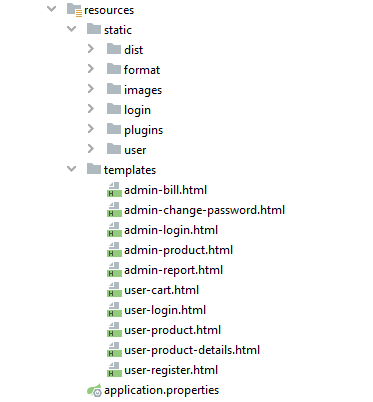 resources
static
dist
format
images
login
plugins
user
templates
admin-bill.html
admin-change-password.html
admin-login.html
admin-product.html
admin-report.html
user-cart.html
user-login.html
user-product.html
user-product-details.html
user-register.html
application.properties